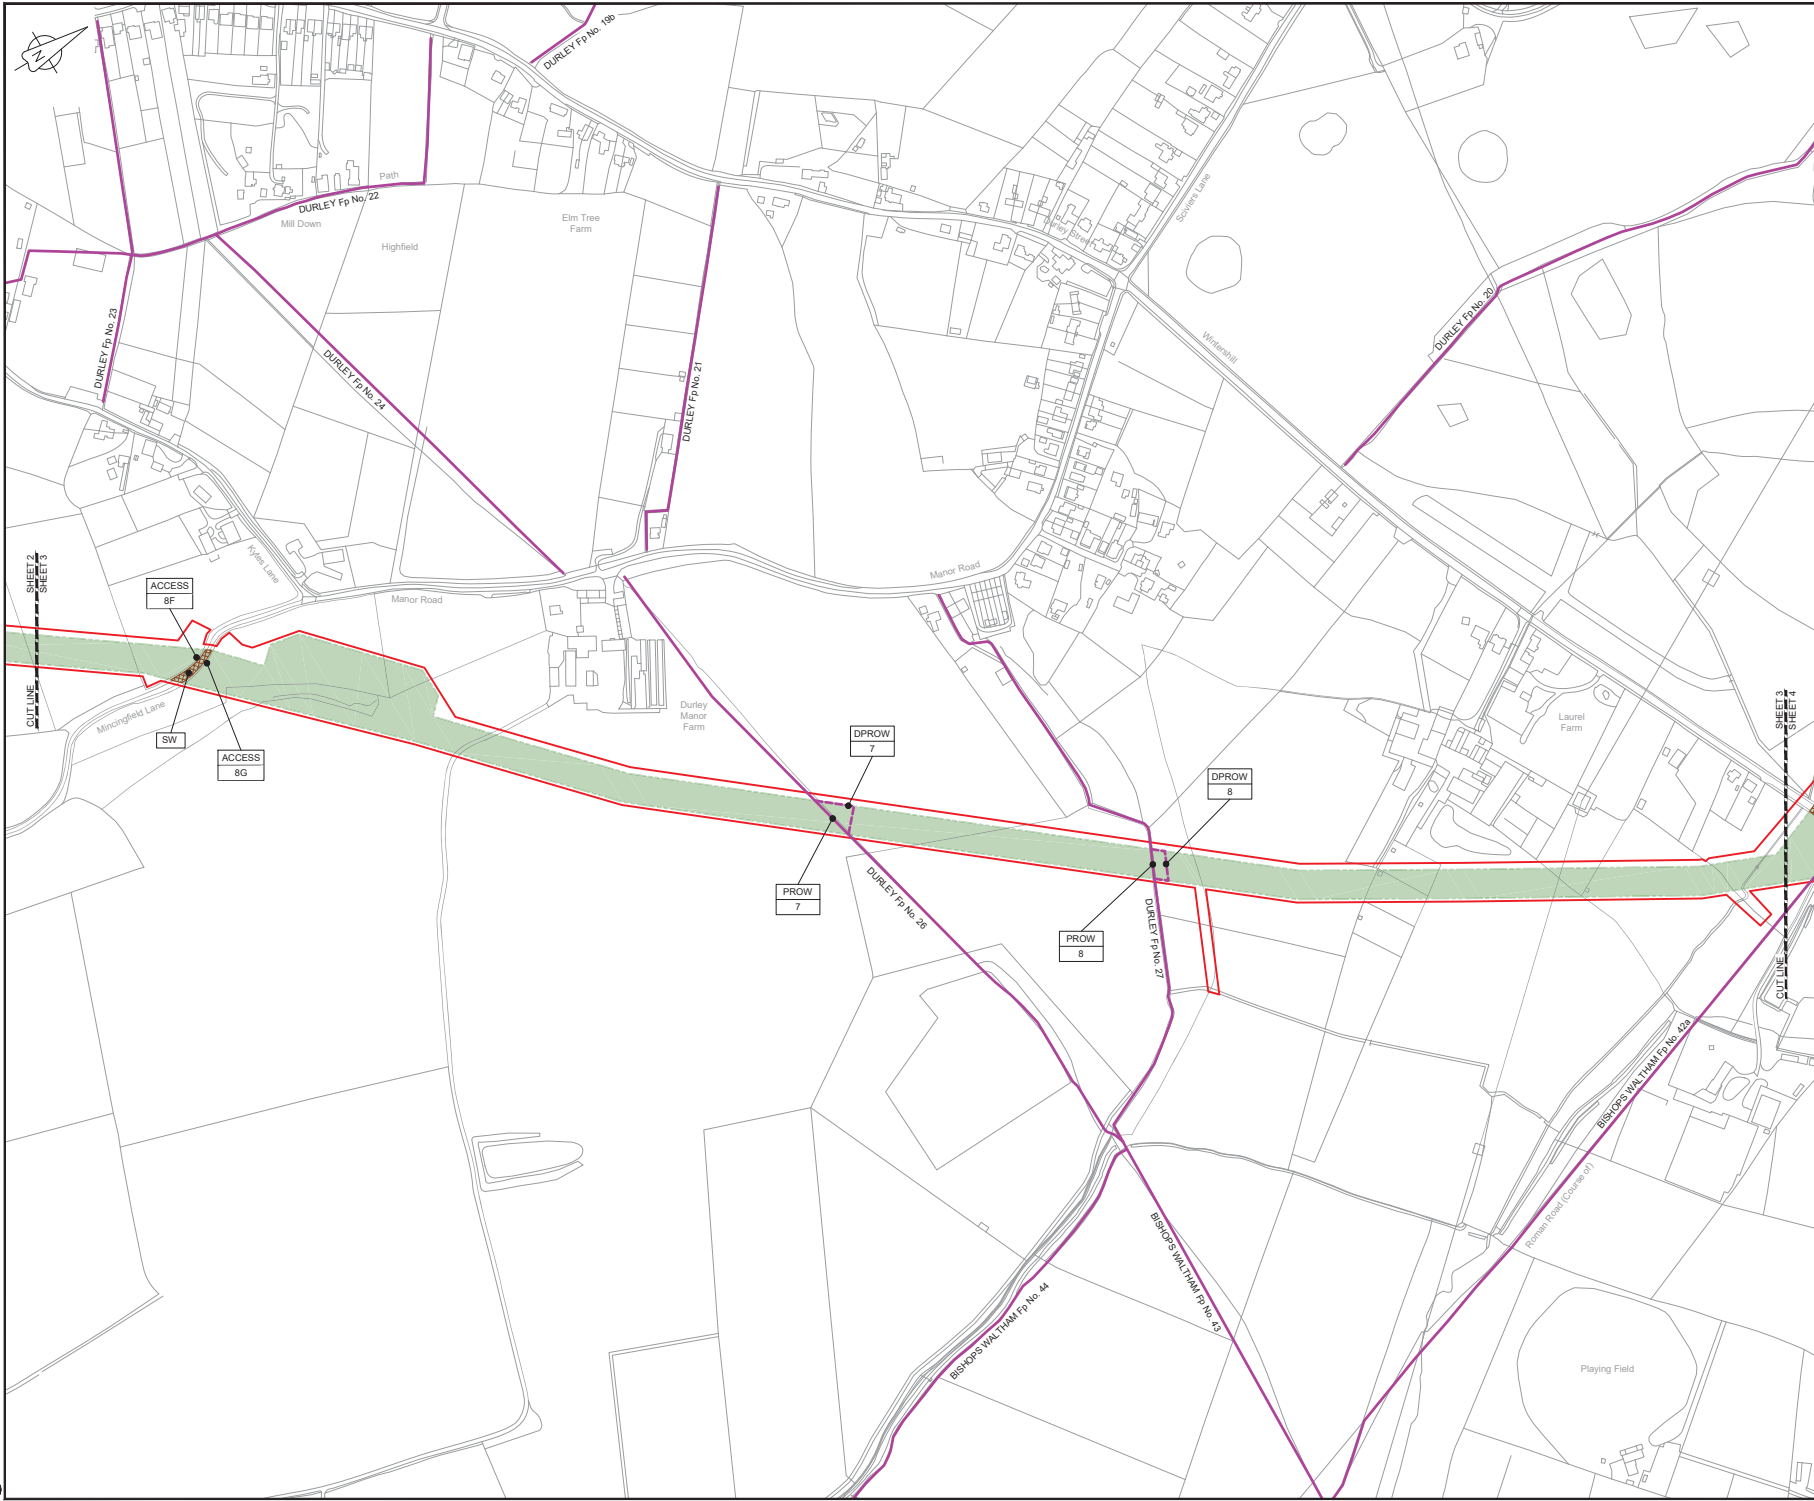 N
DURLEY Fp No. 19b
Path
DURLEY Fp No. 22
Mill Down
Highfield
Elm Tree
Farm
Sciviers Lane
Durley Street
DURLEY Fp No. 20
Wintershill
DURLEY Fp No. 23
DURLEY Fp No. 24
DURLEY Fp No. 21
Kytes Lane
Manor Road
Manor Road
SHEET 2
SHEET 3
CUT LINE
ACCESS
8F
Mincingfield Lane
SW
ACCESS
8G
Durley
Manor
Farm
DPROW
7
DPROW
8
Laurel
Farm
SHEET 3
SHEET 4
CUT LINE
PROW
7
DURLEY Fp No. 26
PROW
8
DURLEY Fp No. 27
BISHOPS WALTHAM Fp No. 42a
Roman Road (Course of)
BISHOPS WALTHAM Fp No. 43
BISHOPS WALTHAM Fp No. 44
Playing Field